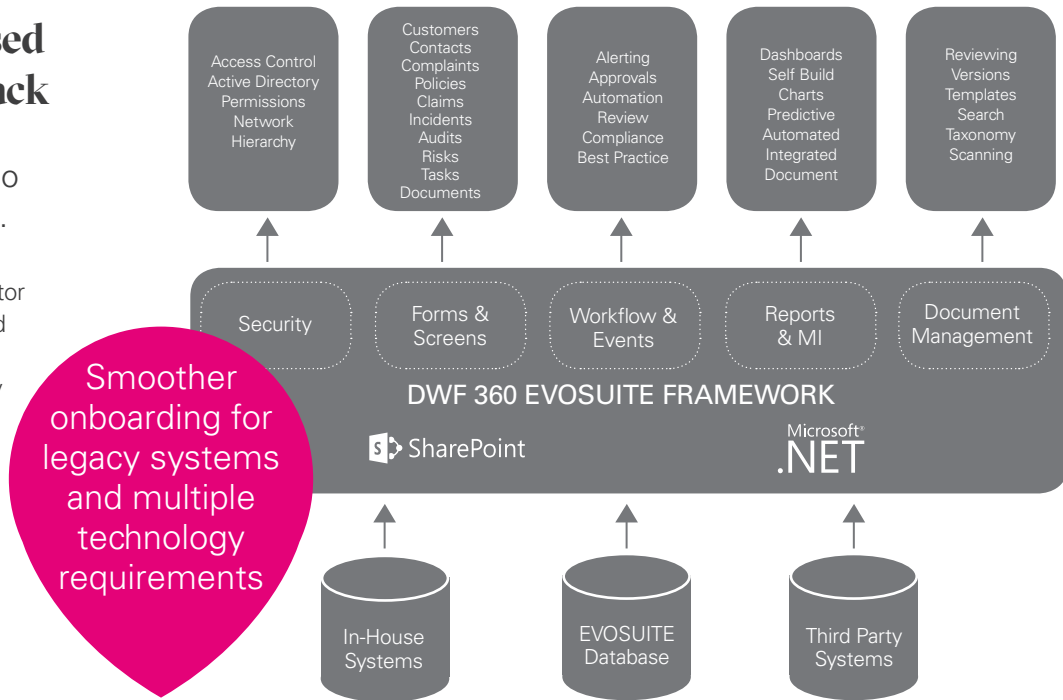 Access Control
Active Directory
Permissions
Network
Hierarchy
Customers
Contacts
Complaints
Policies
Claims
Incidents
Audits
Risks
Tasks
Documents
Alerting
Approvals
Automation
Review
Compliance
Best Practice
Dashboards
Self Build
Charts
Predictive
Automated
Integrated
Document
Reviewing
Versions
Templates
Search
Taxonomy
Scanning
Security
Forms &
Screens
Workflow &
Events
Reports
& MI
Document
Management
DWF 360 EVOSUITE FRAMEWORK
S SharePoint
Microsoft®
.NET
Smoother
onboarding for
legacy systems
and multiple
technology
requirements
In-House
Systems
EVOSUITE
Database
Third Party
Systems